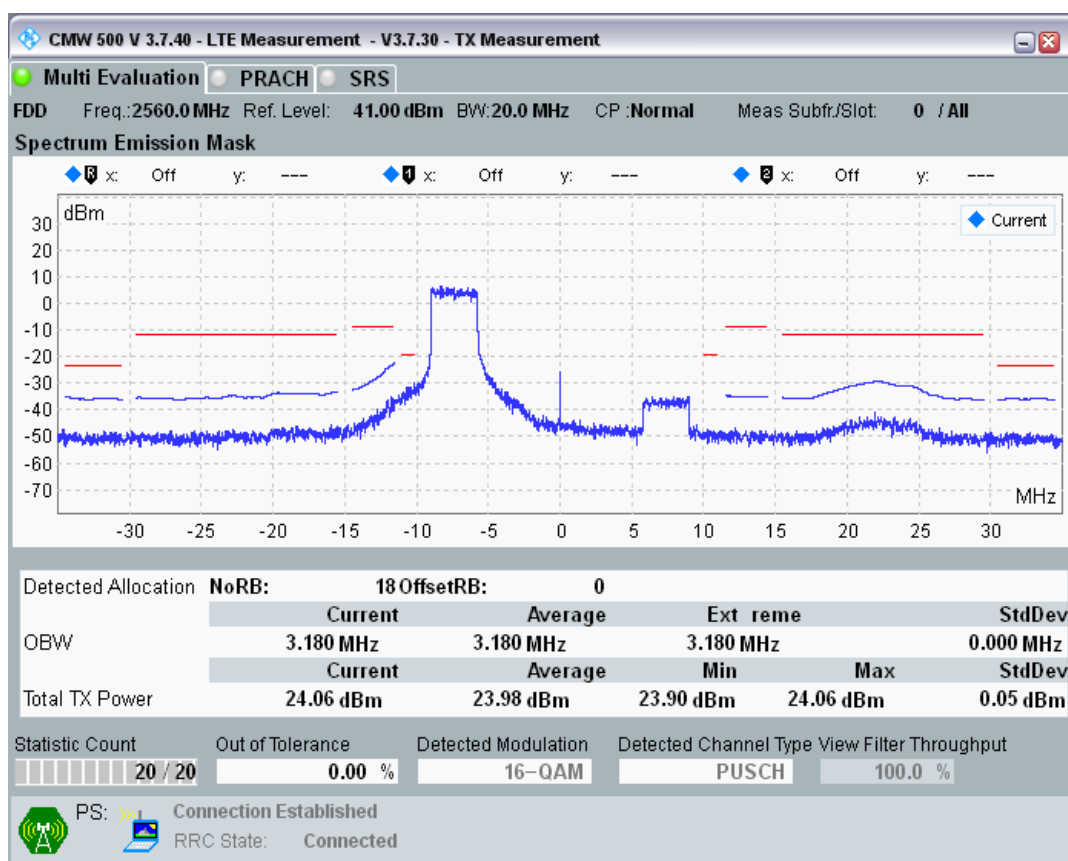 CMW 500 V 3.7.40 - LTE Measurement - V3.7.30 - TX Measurement
Multi Evaluation PRACH SRS
FDD Freq.:2560.0 MHz Ref. Level: 41.00 dBm BW:20.0 MHz CP :Normal Meas Subfr./Slot: 0 / All
Spectrum Emission Mask
R x: Off y: --- 1 x: Off y: --- 2 x: Off y: ---
dBm
Current
30
20
10
0
-10
-20
-30
-40
-50
-60
-70
MHz
-30 -25 -20 -15 -10 -5 0 5 10 15 20 25 30
Detected Allocation NoRB: 18 OffsetRB: 0
Current Average Ext reme StdDev
OBW 3.180 MHz 3.180 MHz 3.180 MHz 0.000 MHz
Current Average Min Max StdDev
Total TX Power 24.06 dBm 23.98 dBm 23.90 dBm 24.06 dBm 0.05 dBm
Statistic Count Out of Tolerance Detected Modulation Detected Channel Type View Filter Throughput
20 / 20 0.00 % 16-QAM PUSCH 100.0 %
PS: Connection Established
RRC State: Connected